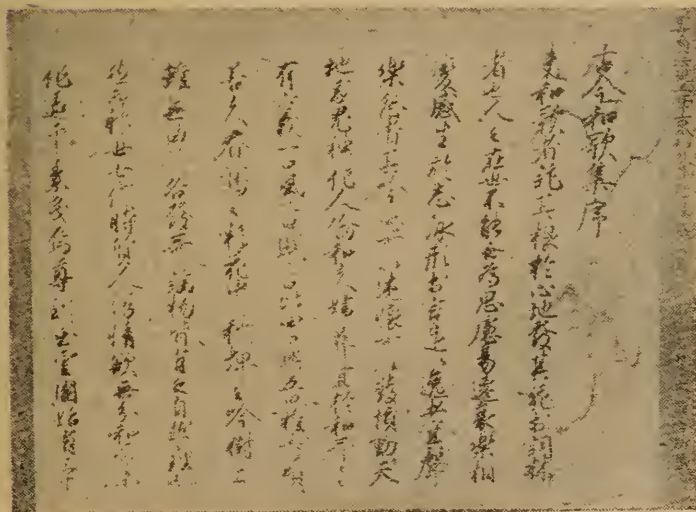 古今和歌集序
夫和歌者託其根於心地發其花於詞林
者也人之在世不能無為思慮易遷哀樂相
變感生於志詠形於言是以逸者其聲
樂怨者其吟悲可以述懷可以發憤動天
地感鬼神化人倫和夫婦莫宜於和哥
有六義一曰風二曰賦三曰比四曰興五曰雅六曰頌
若夫春鶯之囀花中秋蟬之吟樹上
雖無曲折各發歌謠物皆有之自然之理
然而神世七代時質人淳情欲無分和哥未
作逮于素戔烏尊到出雲國始有